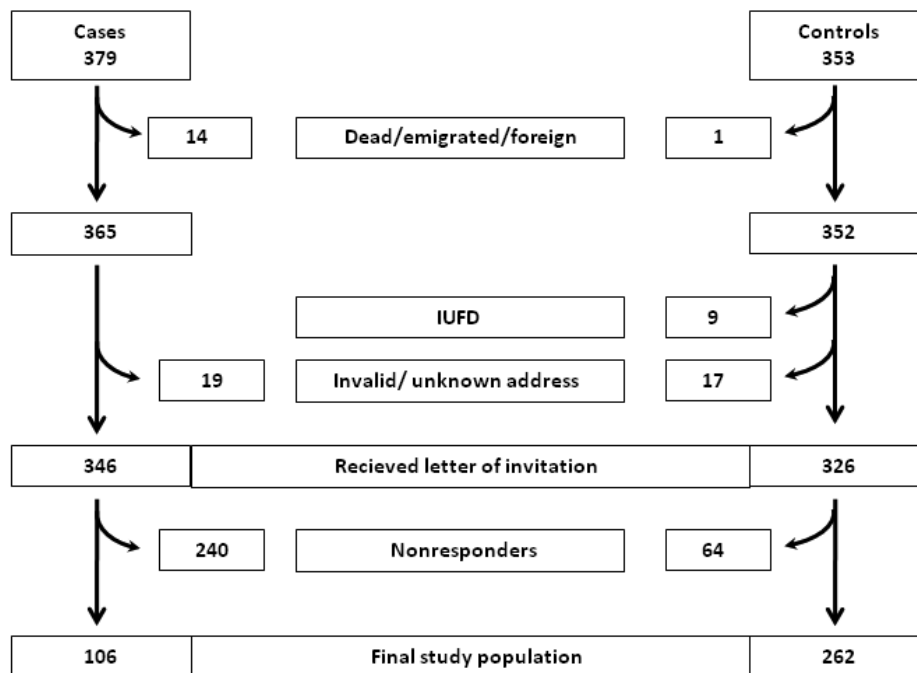 Cases
379
Controls
353
14
Dead/emigrated/foreign
1
365
352
IUFD
9
19
Invalid/ unknown address
17
346
Recieved letter of invitation
326
240
Nonresponders
64
106
Final study population
262